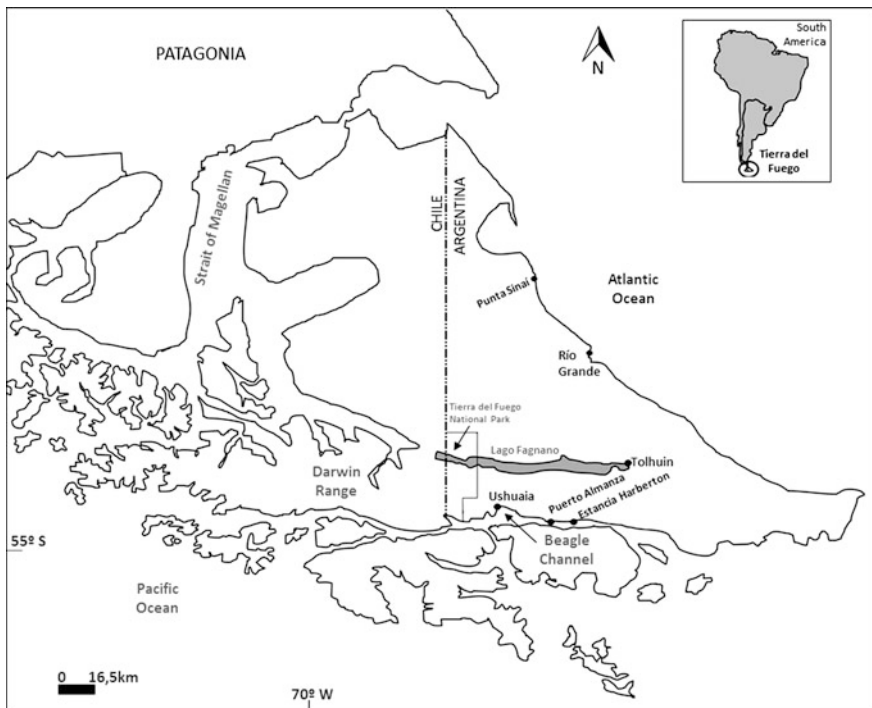 PATAGONIA
N
South
America
Tierra del
Fuego
Strait of Magellan
CHILE
ARGENTINA
Punta Sinai
Atlantic
Ocean
Río
Grande
Tierra del Fuego
National Park
Lago Fagnano
Tolhuin
Darwin
Range
Ushuaia
Puerto Almanza
Estancia Harberton
Beagle
Channel
55º S
Pacific
Ocean
0 16,5km
70º W